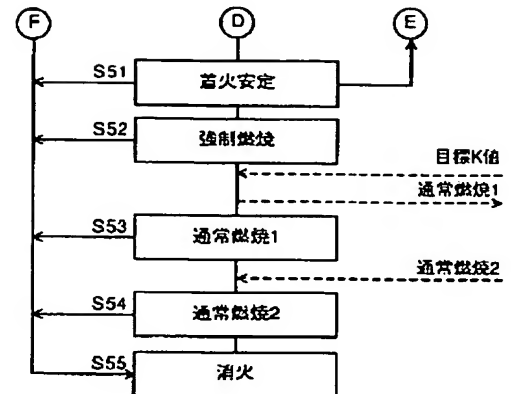 F D E
S51 着火安定
S52 強制燃焼
目標K値
通常燃焼1
S53 通常燃焼1
通常燃焼2
S54 通常燃焼2
S55 消火